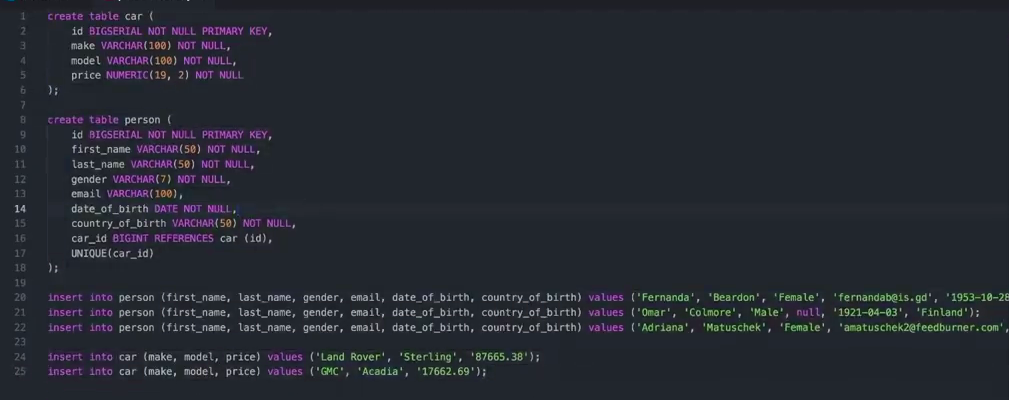 1 create table car (
2 id BIGSERIAL NOT NULL PRIMARY KEY,
3 make VARCHAR(100) NOT NULL,
4 model VARCHAR(100) NOT NULL,
5 price NUMERIC(19, 2) NOT NULL
6 );
7
8 create table person (
9 id BIGSERIAL NOT NULL PRIMARY KEY,
10 first_name VARCHAR(50) NOT NULL,
11 last_name VARCHAR(50) NOT NULL,
12 gender VARCHAR(7) NOT NULL,
13 email VARCHAR(100),
14 date_of_birth DATE NOT NULL,
15 country_of_birth VARCHAR(50) NOT NULL,
16 car_id BIGINT REFERENCES car (id),
17 UNIQUE(car_id)
18 );
19
20 insert into person (first_name, last_name, gender, email, date_of_birth, country_of_birth) values ('Fernanda', 'Beardon', 'Female', 'fernandab@is.gd', '1953-10-28
21 insert into person (first_name, last_name, gender, email, date_of_birth, country_of_birth) values ('Omar', 'Colmore', 'Male', null, '1921-04-03', 'Finland');
22 insert into person (first_name, last_name, gender, email, date_of_birth, country_of_birth) values ('Adriana', 'Matuschek', 'Female', 'amatuschek2@feedburner.com',
23
24 insert into car (make, model, price) values ('Land Rover', 'Sterling', '87665.38');
25 insert into car (make, model, price) values ('GMC', 'Acadia', '17662.69');